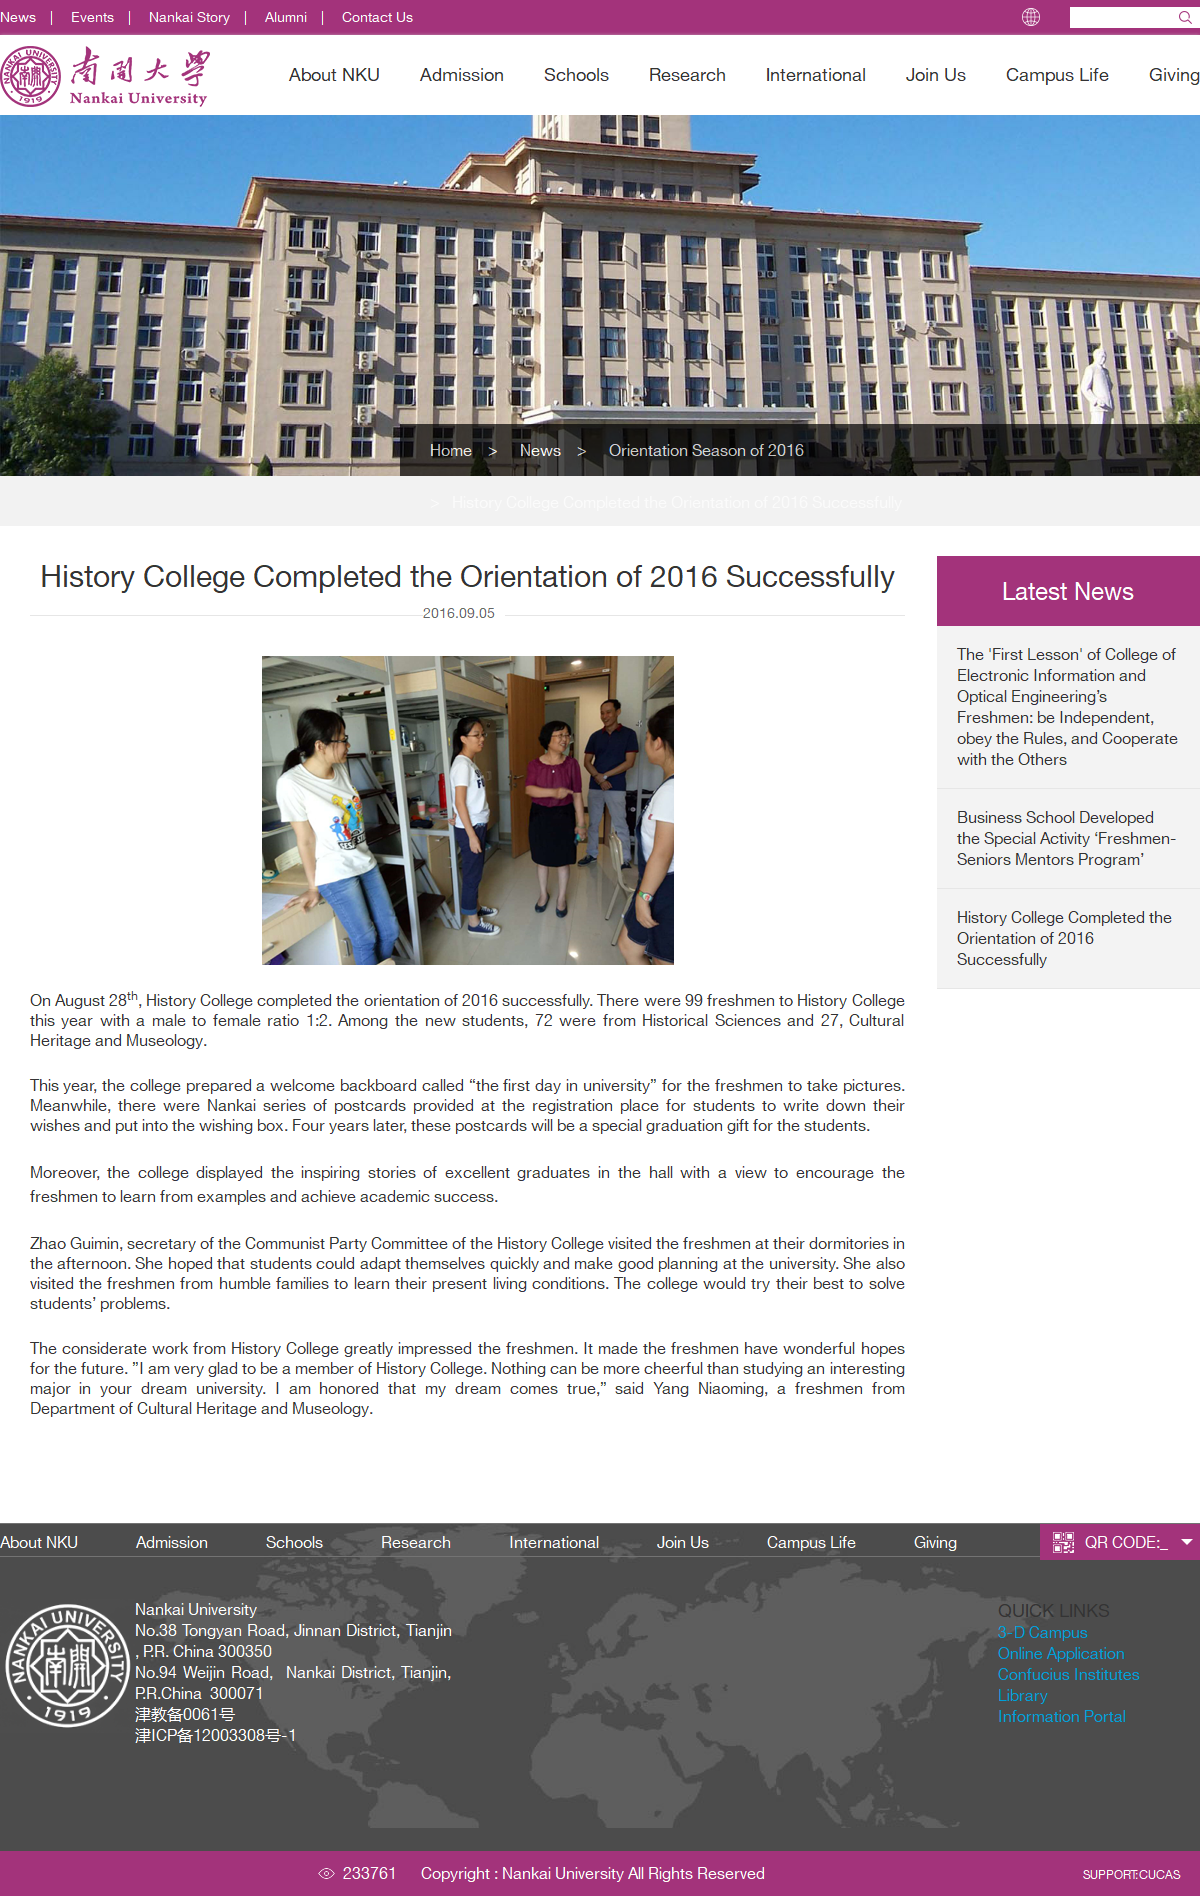 News | Events | Nankai Story | Alumni | Contact Us
NANKAI UNIVERSITY
1919
南開大學
Nankai University
About NKU Admission Schools Research International Join Us Campus Life Giving
Home > News > Orientation Season of 2016
> History College Completed the Orientation of 2016 Successfully
History College Completed the Orientation of 2016 Successfully
2016.09.05
On August 28th, History College completed the orientation of 2016 successfully. There were 99 freshmen to History College
this year with a male to female ratio 1:2. Among the new students, 72 were from Historical Sciences and 27, Cultural
Heritage and Museology.
This year, the college prepared a welcome backboard called “the first day in university” for the freshmen to take pictures.
Meanwhile, there were Nankai series of postcards provided at the registration place for students to write down their
wishes and put into the wishing box. Four years later, these postcards will be a special graduation gift for the students.
Moreover, the college displayed the inspiring stories of excellent graduates in the hall with a view to encourage the
freshmen to learn from examples and achieve academic success.
Zhao Guimin, secretary of the Communist Party Committee of the History College visited the freshmen at their dormitories in
the afternoon. She hoped that students could adapt themselves quickly and make good planning at the university. She also
visited the freshmen from humble families to learn their present living conditions. The college would try their best to solve
students’ problems.
The considerate work from History College greatly impressed the freshmen. It made the freshmen have wonderful hopes
for the future. ”I am very glad to be a member of History College. Nothing can be more cheerful than studying an interesting
major in your dream university. I am honored that my dream comes true,” said Yang Niaoming, a freshmen from
Department of Cultural Heritage and Museology.
Latest News
The 'First Lesson' of College of
Electronic Information and
Optical Engineering’s
Freshmen: be Independent,
obey the Rules, and Cooperate
with the Others
Business School Developed
the Special Activity ‘Freshmen-
Seniors Mentors Program’
History College Completed the
Orientation of 2016
Successfully
About NKU Admission Schools Research International Join Us Campus Life Giving
QR CODE:_
NANKAI UNIVERSITY
南開
1919
Nankai University
No.38 Tongyan Road, Jinnan District, Tianjin
, P.R. China 300350
No.94 Weijin Road, Nankai District, Tianjin,
P.R.China 300071
津教备0061号
津ICP备12003308号-1
QUICK LINKS
3-D Campus
Online Application
Confucius Institutes
Library
Information Portal
233761 Copyright : Nankai University All Rights Reserved
SUPPORT:CUCAS